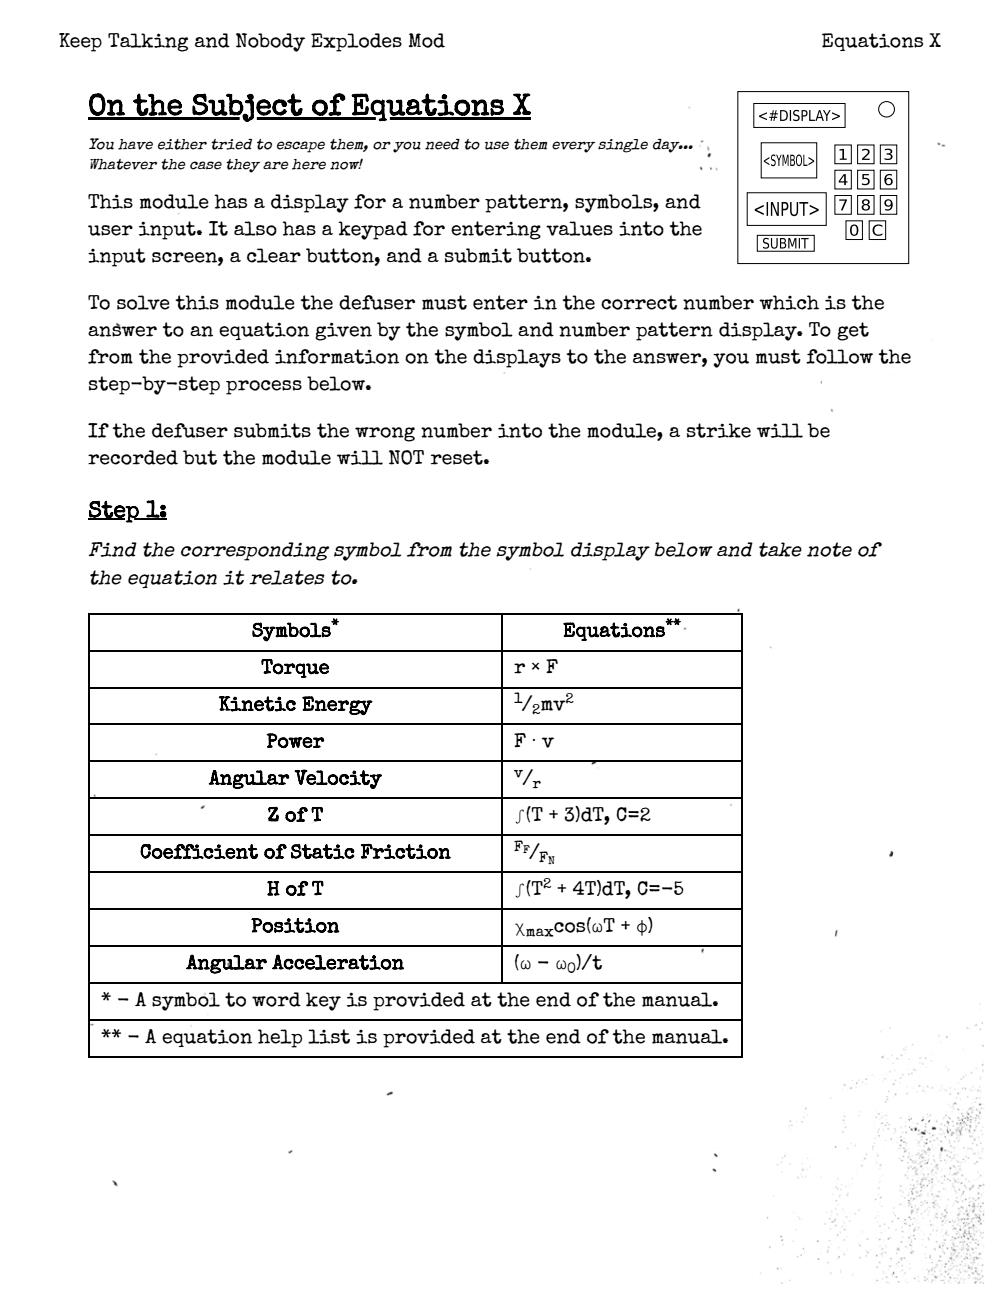 Keep Talking and Nobody Explodes Mod
Equations X
On the Subject of Equations X
You have either tried to escape them, or you need to use them every single day...
Whatever the case they are here now!
This module has a display for a number pattern, symbols, and
user input. It also has a keypad for entering values into the
input screen, a clear button, and a submit button.
<#DISPLAY>
<SYMBOL>
1 2 3
4 5 6
<INPUT>
7 8 9
0 C
SUBMIT
To solve this module the defuser must enter in the correct number which is the
answer to an equation given by the symbol and number pattern display. To get
from the provided information on the displays to the answer, you must follow the
step-by-step process below.
If the defuser submits the wrong number into the module, a strike will be
recorded but the module will NOT reset.
Step 1:
Find the corresponding symbol from the symbol display below and take note of
the equation it relates to.
Symbols* Equations**
Torque r × F
Kinetic Energy ¹/₂mv²
Power F · v
Angular Velocity ᵛ/ᵣ
Z of T ∫(T + 3)dT, C=2
Coefficient of Static Friction F_F/F_N
H of T ∫(T² + 4T)dT, C=-5
Position χmaxcos(ωT + ϕ)
Angular Acceleration (ω - ω₀)/t
* - A symbol to word key is provided at the end of the manual.
** - A equation help list is provided at the end of the manual.